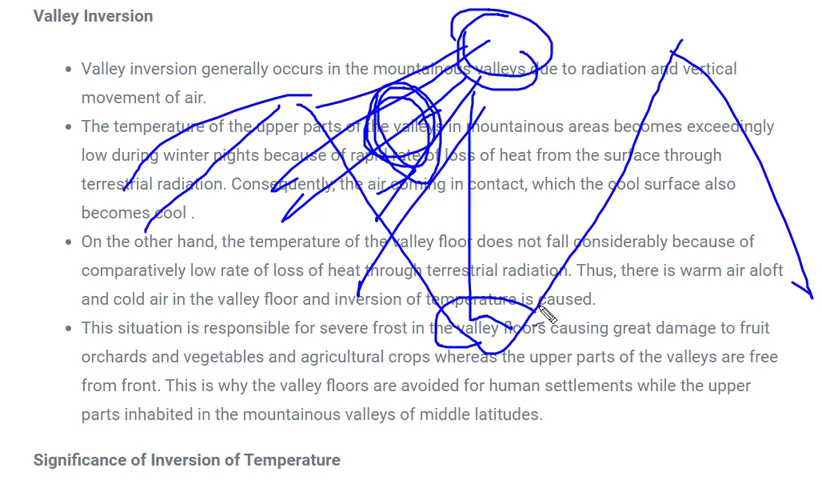 Valley Inversion
Valley inversion generally occurs in the mountainous valleys due to radiation and vertical
movement of air.
The temperature of the upper parts of the valleys in mountainous areas becomes exceedingly
low during winter nights because of rapid rate of loss of heat from the surface through
terrestrial radiation. Consequently, the air coming in contact, which the cool surface also
becomes cool .
On the other hand, the temperature of the valley floor does not fall considerably because of
comparatively low rate of loss of heat through terrestrial radiation. Thus, there is warm air aloft
and cold air in the valley floor and inversion of temperature is caused.
This situation is responsible for severe frost in the valley floors causing great damage to fruit
orchards and vegetables and agricultural crops whereas the upper parts of the valleys are free
from front. This is why the valley floors are avoided for human settlements while the upper
parts inhabited in the mountainous valleys of middle latitudes.
Significance of Inversion of Temperature